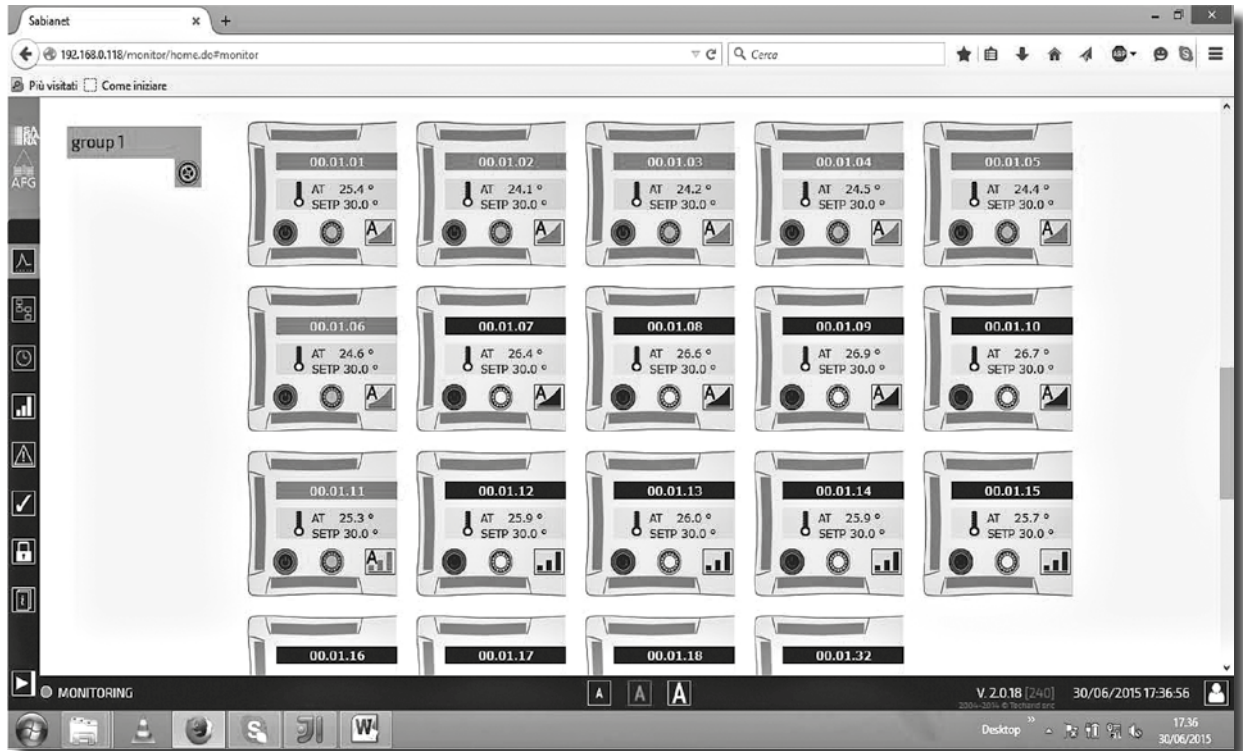 Sabianet
192.168.0.118/monitor/home.do#monitor
Cerca
ABP
Più visitati
Come iniziare
AFG
group 1
00.01.01
AT 25.4 °
SETP 30.0 °
A
00.01.02
AT 24.1 °
SETP 30.0 °
A
00.01.03
AT 24.2 °
SETP 30.0 °
A
00.01.04
AT 24.5 °
SETP 30.0 °
A
00.01.05
AT 24.4 °
SETP 30.0 °
A
00.01.06
AT 24.6 °
SETP 30.0 °
A
00.01.07
AT 26.4 °
SETP 30.0 °
A
00.01.08
AT 26.6 °
SETP 30.0 °
A
00.01.09
AT 26.9 °
SETP 30.0 °
A
00.01.10
AT 26.7 °
SETP 30.0 °
A
00.01.11
AT 25.3 °
SETP 30.0 °
A
00.01.12
AT 25.9 °
SETP 30.0 °
00.01.13
AT 26.0 °
SETP 30.0 °
00.01.14
AT 25.9 °
SETP 30.0 °
00.01.15
AT 25.7 °
SETP 30.0 °
00.01.16
00.01.17
00.01.18
00.01.32
MONITORING
A A A
V. 2.0.18 [240]
30/06/2015 17:36:56
Desktop
17.36
30/06/2015